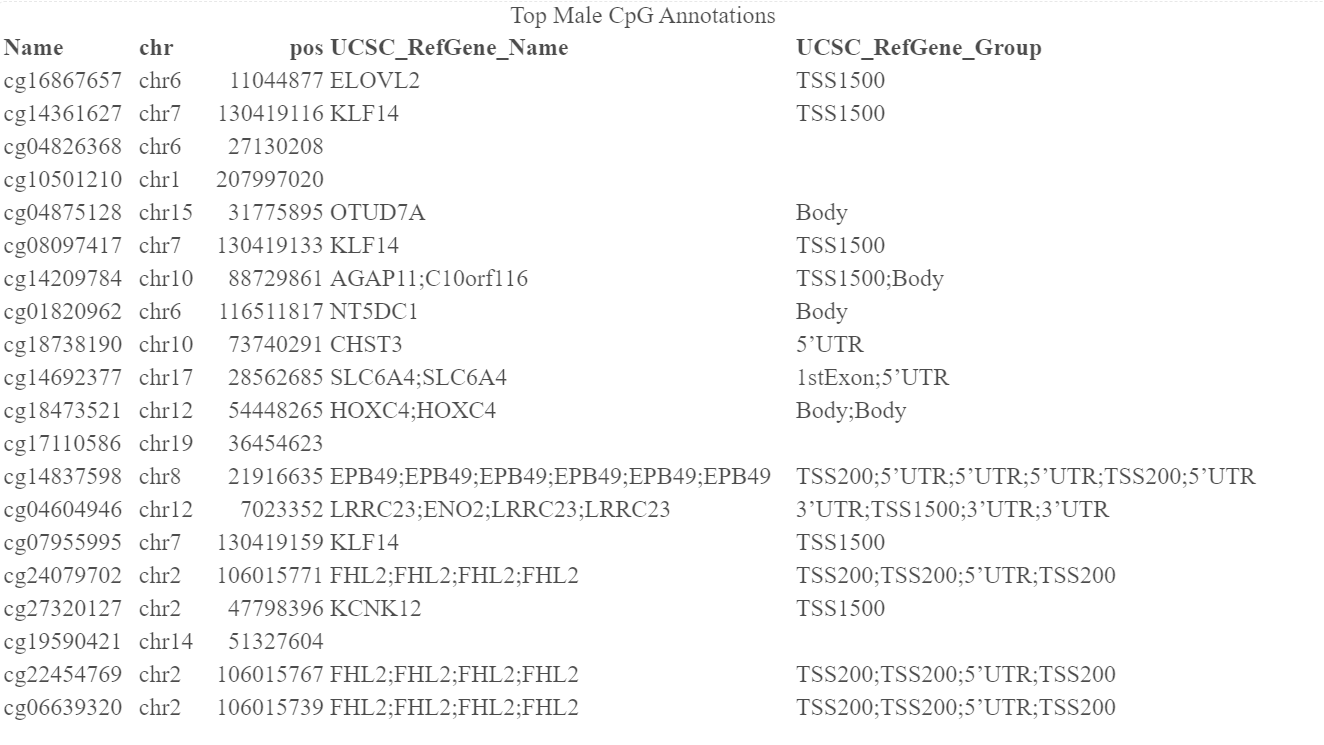 Top Male CpG Annotations
Name chr pos UCSC_RefGene_Name UCSC_RefGene_Group
cg16867657 chr6 11044877 ELOVL2 TSS1500
cg14361627 chr7 130419116 KLF14 TSS1500
cg04826368 chr6 27130208
cg10501210 chr1 207997020
cg04875128 chr15 31775895 OTUD7A Body
cg08097417 chr7 130419133 KLF14 TSS1500
cg14209784 chr10 88729861 AGAP11;C10orf116 TSS1500;Body
cg01820962 chr6 116511817 NT5DC1 Body
cg18738190 chr10 73740291 CHST3 5’UTR
cg14692377 chr17 28562685 SLC6A4;SLC6A4 1stExon;5’UTR
cg18473521 chr12 54448265 HOXC4;HOXC4 Body;Body
cg17110586 chr19 36454623
cg14837598 chr8 21916635 EPB49;EPB49;EPB49;EPB49;EPB49;EPB49 TSS200;5’UTR;5’UTR;5’UTR;TSS200;5’UTR
cg04604946 chr12 7023352 LRRC23;ENO2;LRRC23;LRRC23 3’UTR;TSS1500;3’UTR;3’UTR
cg07955995 chr7 130419159 KLF14 TSS1500
cg24079702 chr2 106015771 FHL2;FHL2;FHL2;FHL2 TSS200;TSS200;5’UTR;TSS200
cg27320127 chr2 47798396 KCNK12 TSS1500
cg19590421 chr14 51327604
cg22454769 chr2 106015767 FHL2;FHL2;FHL2;FHL2 TSS200;TSS200;5’UTR;TSS200
cg06639320 chr2 106015739 FHL2;FHL2;FHL2;FHL2 TSS200;TSS200;5’UTR;TSS200